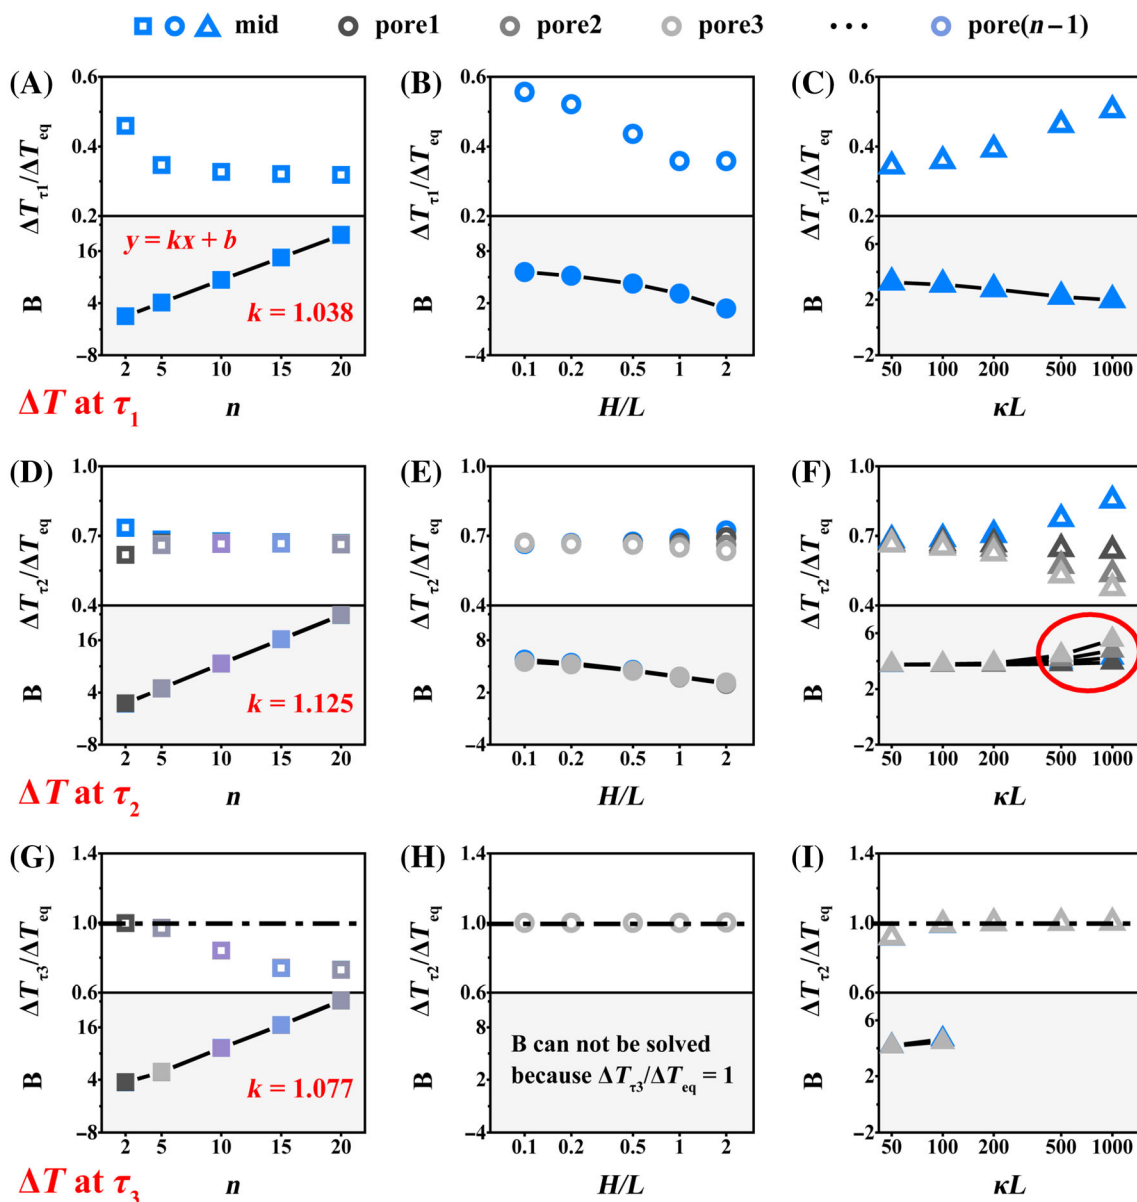 mid pore1 pore2 pore3 ··· pore(n−1)
(A) (B) (C)
ΔTτ1/ΔTeq ΔTτ1/ΔTeq ΔTτ1/ΔTeq
0.6 0.6 0.6
0.4 0.4 0.4
0.2 0.2 0.2
y = kx + b
B B B
16 8 6
4 2 2
−8 −4 −2
k = 1.038
2 5 10 15 20 0.1 0.2 0.5 1 2 50 100 200 500 1000
ΔT at τ1 n H/L κL
(D) (E) (F)
ΔTτ2/ΔTeq ΔTτ2/ΔTeq ΔTτ2/ΔTeq
1.0 1.0 1.0
0.7 0.7 0.7
0.4 0.4 0.4
B B B
16 8 6
4 2 2
−8 −4 −2
k = 1.125
2 5 10 15 20 0.1 0.2 0.5 1 2 50 100 200 500 1000
ΔT at τ2 n H/L κL
(G) (H) (I)
ΔTτ3/ΔTeq ΔTτ2/ΔTeq ΔTτ2/ΔTeq
1.4 1.4 1.4
1.0 1.0 1.0
0.6 0.6 0.6
B B B
16 8 6
4 2 2
−8 −4 −2
k = 1.077
B can not be solved
because ΔTτ3/ΔTeq = 1
2 5 10 15 20 0.1 0.2 0.5 1 2 50 100 200 500 1000
ΔT at τ3 n H/L κL